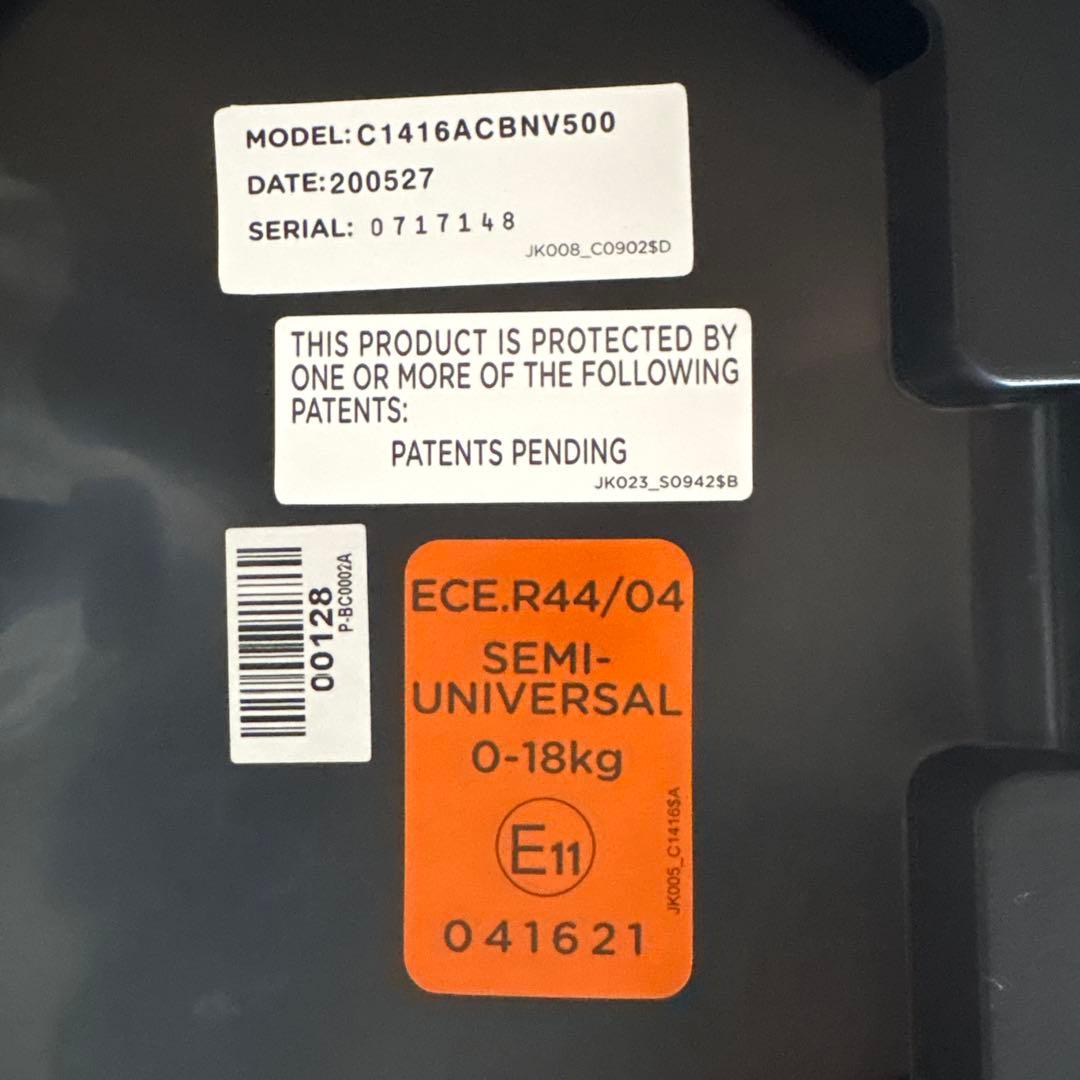 MODEL:C1416ACBNV500
DATE:200527
SERIAL: 0717148
JK008_C0902$D
THIS PRODUCT IS PROTECTED BY
ONE OR MORE OF THE FOLLOWING
PATENTS:
PATENTS PENDING
JK023_S0942$B
00128
P-BC0002A
ECE.R44/04
SEMI-
UNIVERSAL
0-18kg
E11
041621
JK005_C1416$A